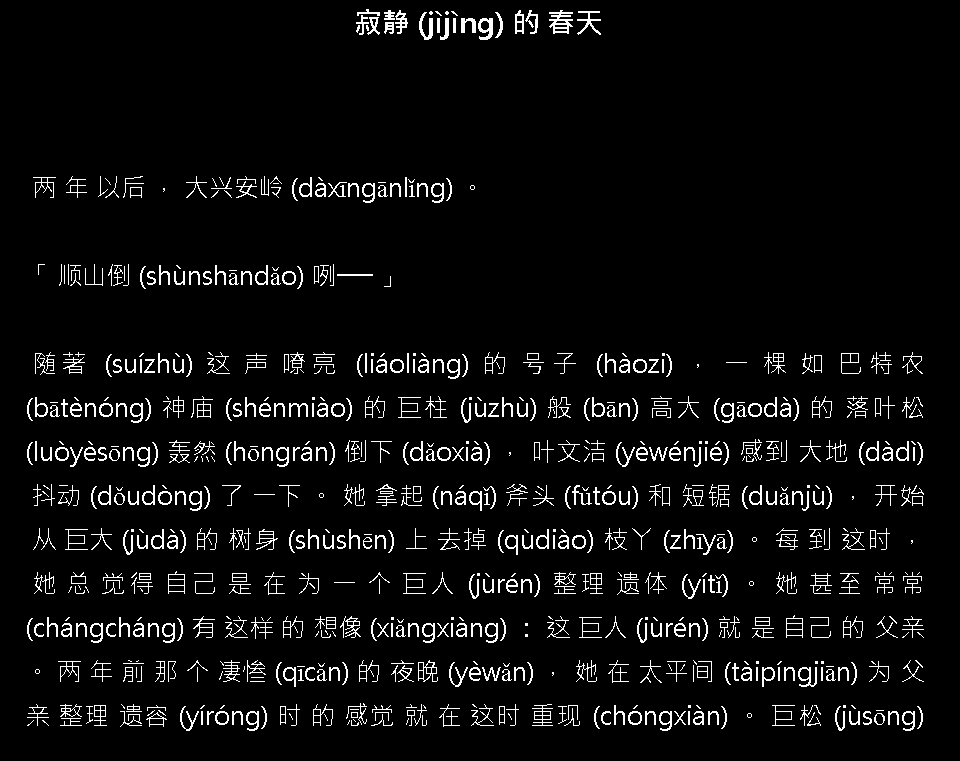 寂静 (jìjìng) 的 春天
两 年 以后 ， 大兴安岭 (dàxīngānlǐng) 。
「 顺山倒 (shùnshāndǎo) 咧── 」
随著 (suízhù) 这 声 嘹亮 (liáoliàng) 的 号子 (hàozi) ， 一 棵 如 巴特农
(bātènóng) 神庙 (shénmiào) 的 巨柱 (jùzhù) 般 (bān) 高大 (gāodà) 的 落叶松
(luòyèsōng) 轰然 (hōngrán) 倒下 (dǎoxià) ， 叶文洁 (yèwénjié) 感到 大地 (dàdì)
抖动 (dǒudòng) 了 一下 。 她 拿起 (náqǐ) 斧头 (fǔtóu) 和 短锯 (duǎnjù) ， 开始
从 巨大 (jùdà) 的 树身 (shùshēn) 上 去掉 (qùdiào) 枝丫 (zhīyā) 。 每 到 这时 ，
她 总 觉得 自己 是 在 为 一 个 巨人 (jùrén) 整理 遗体 (yítǐ) 。 她 甚至 常常
(chángcháng) 有 这样 的 想像 (xiǎngxiàng) ： 这 巨人 (jùrén) 就 是 自己 的 父亲
。 两 年 前 那 个 凄惨 (qīcǎn) 的 夜晚 (yèwǎn) ， 她 在 太平间 (tàipíngjiān) 为 父
亲 整理 遗容 (yíróng) 时 的 感觉 就 在 这时 重现 (chóngxiàn) 。 巨松 (jùsōng)